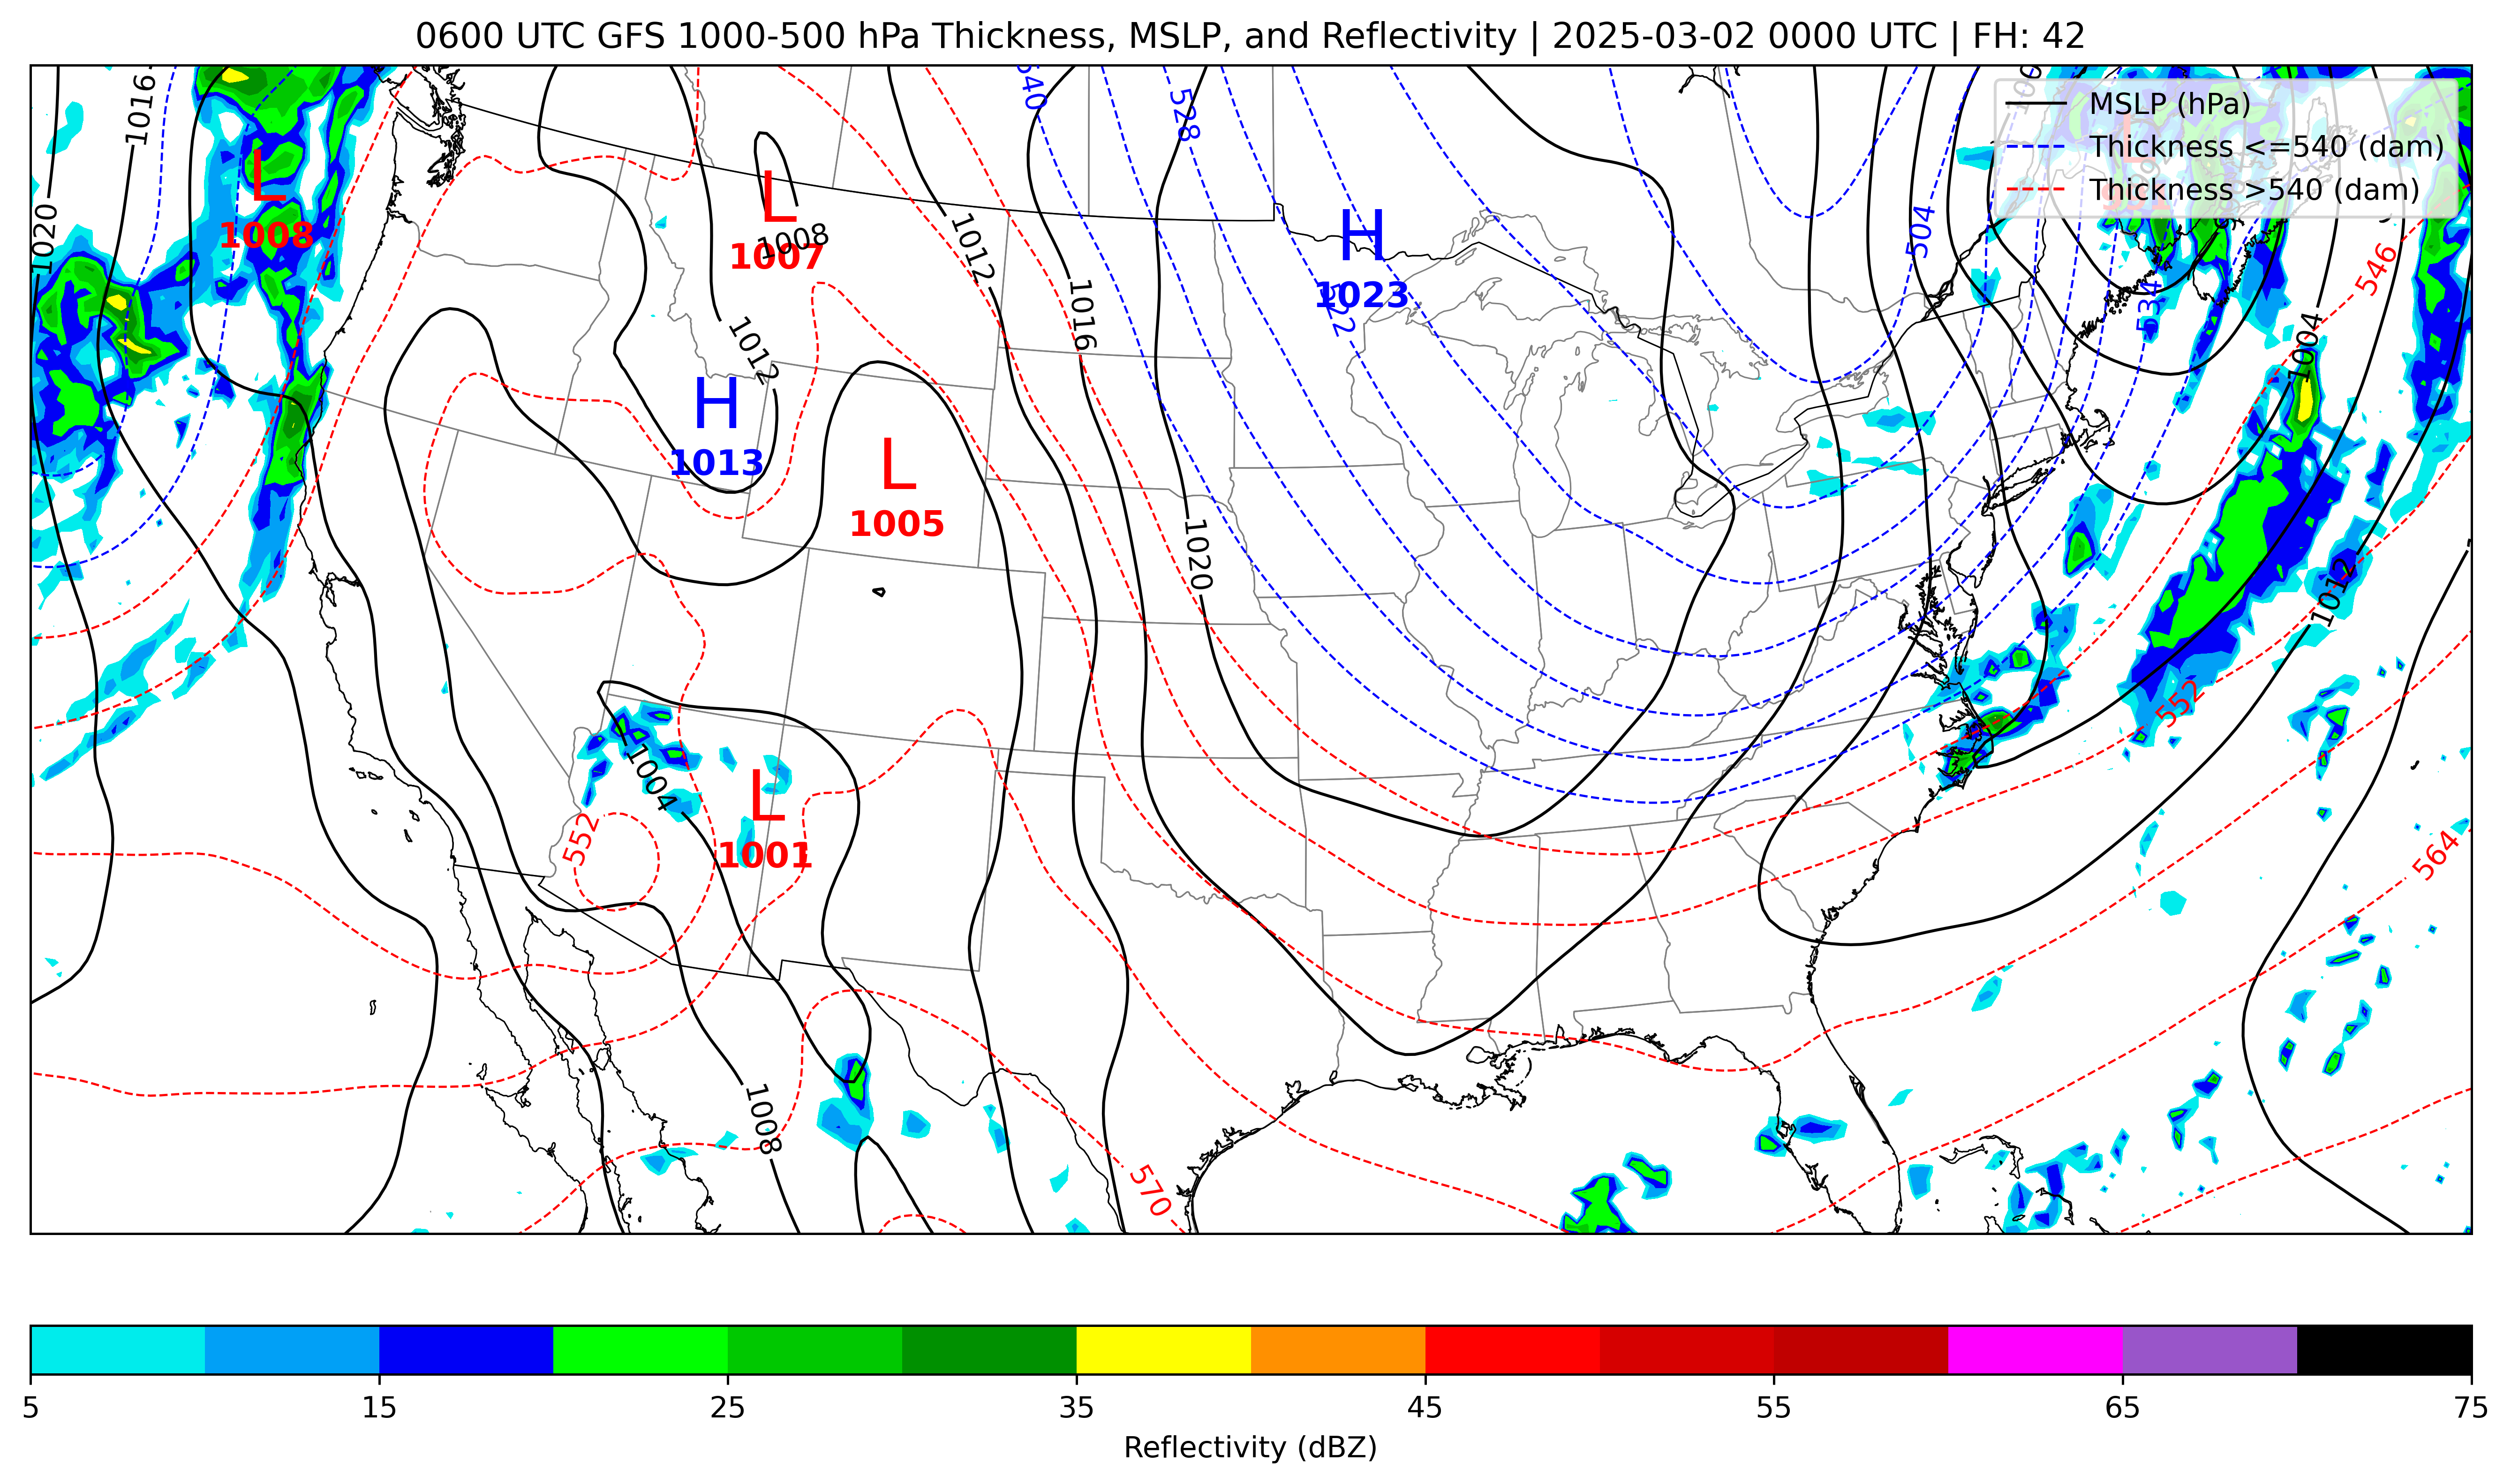 0600 UTC GFS 1000-500 hPa Thickness, MSLP, and Reflectivity | 2025-03-02 0000 UTC | FH: 42
MSLP (hPa)
Thickness <=540 (dam)
Thickness >540 (dam)
1016
540
528
1020
L
1008
L
1008
1007
1012
H
1023
522
504
534
546
1016
1012
1004
H
1013
L
1005
1020
1012
552
1004
L
1001
552
564
1008
570
5 15 25 35 45 55 65 75
Reflectivity (dBZ)